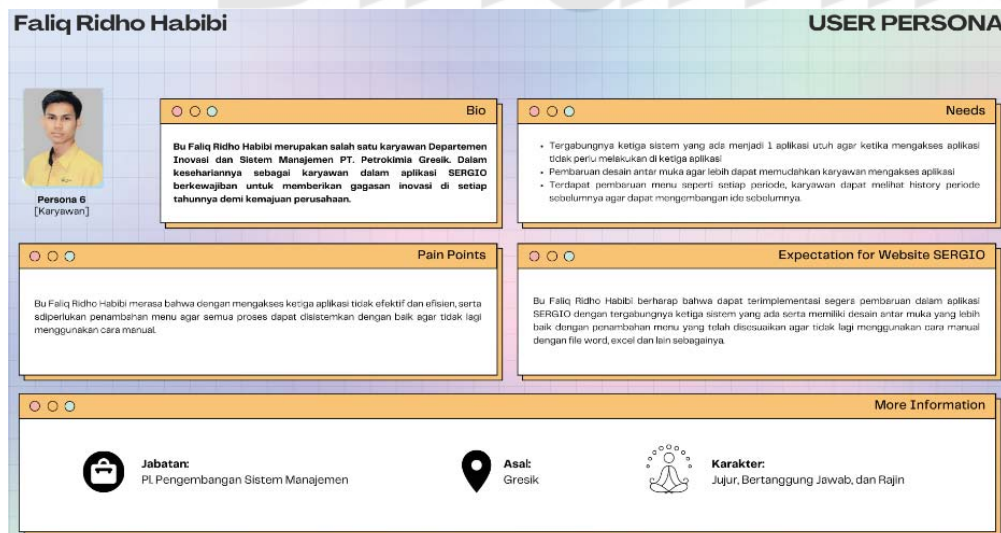 Faliq Ridho Habibi
USER PERSONA
Persona 6
[Karyawan]
Bio
Bu Faliq Ridho Habibi merupakan salah satu karyawan Departemen
Inovasi dan Sistem Manajemen PT. Petrokimia Gresik. Dalam
kesehariannya sebagai karyawan dalam aplikasi SERGIO
berkewajiban untuk memberikan gagasan inovasi di setiap
tahunnya demi kemajuan perusahaan.
Needs
• Tergabungnya ketiga sistem yang ada menjadi 1 aplikasi utuh agar ketika mengakses aplikasi
tidak perlu melakukan di ketiga aplikasi
• Pembaruan desain antar muka agar lebih dapat memudahkan karyawan mengakses aplikasi
• Terdapat pembaruan menu seperti setiap periode, karyawan dapat melihat history periode
sebelumnya agar dapat mengembangan ide sebelumnya.
Pain Points
Bu Faliq Ridho Habibi merasa bahwa dengan mengakses ketiga aplikasi tidak efektif dan efisien, serta
sdiperlukan penambahan menu agar semua proses dapat disistemkan dengan baik agar tidak lagi
menggunakan cara manual.
Expectation for Website SERGIO
Bu Faliq Ridho Habibi berharap bahwa dapat terimplementasi segera pembaruan dalam aplikasi
SERGIO dengan tergabungnya ketiga sistem yang ada serta memiliki desain antar muka yang lebih
baik dengan penambahan menu yang telah disesuaikan agar tidak lagi menggunakan cara manual
dengan file word, excel dan lain sebagainya.
More Information
Jabatan:
PI. Pengembangan Sistem Manajemen
Asal:
Gresik
Karakter:
Jujur, Bertanggung Jawab, dan Rajin